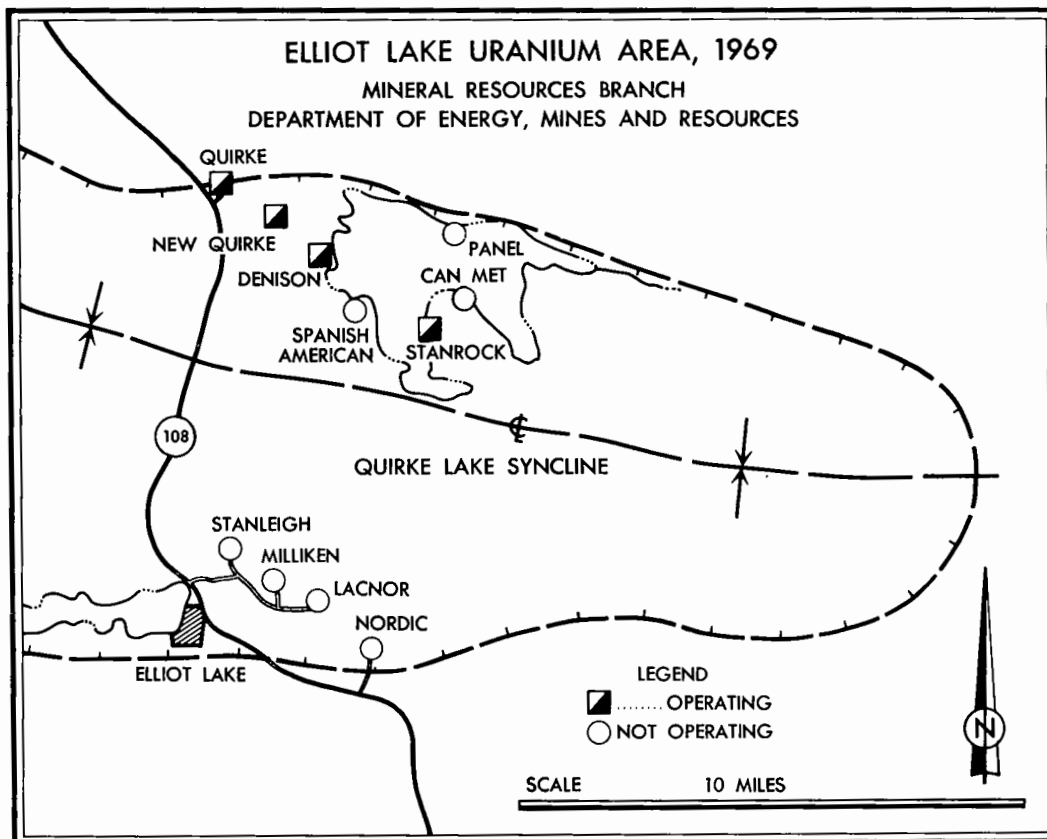 ELLIOT LAKE URANIUM AREA, 1969
MINERAL RESOURCES BRANCH
DEPARTMENT OF ENERGY, MINES AND RESOURCES
QUIRKE
NEW QUIRKE
PANEL
DENISON
CAN MET
SPANISH
AMERICAN
STANROCK
108
QUIRKE LAKE SYNCLINE
STANLEIGH
MILLIKEN
LACNOR
NORDIC
ELLIOT LAKE
LEGEND
........ OPERATING
NOT OPERATING
N
SCALE 10 MILES